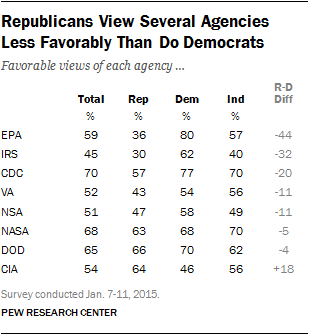 Republicans View Several Agencies
Less Favorably Than Do Democrats
Favorable views of each agency ...
R-D
Total Rep Dem Ind Diff
% % % %
EPA 59 36 80 57 -44
IRS 45 30 62 40 -32
CDC 70 57 77 70 -20
VA 52 43 54 56 -11
NSA 51 47 58 49 -11
NASA 68 63 68 70 -5
DOD 65 66 70 62 -4
CIA 54 64 46 56 +18
Survey conducted Jan. 7-11, 2015.
PEW RESEARCH CENTER